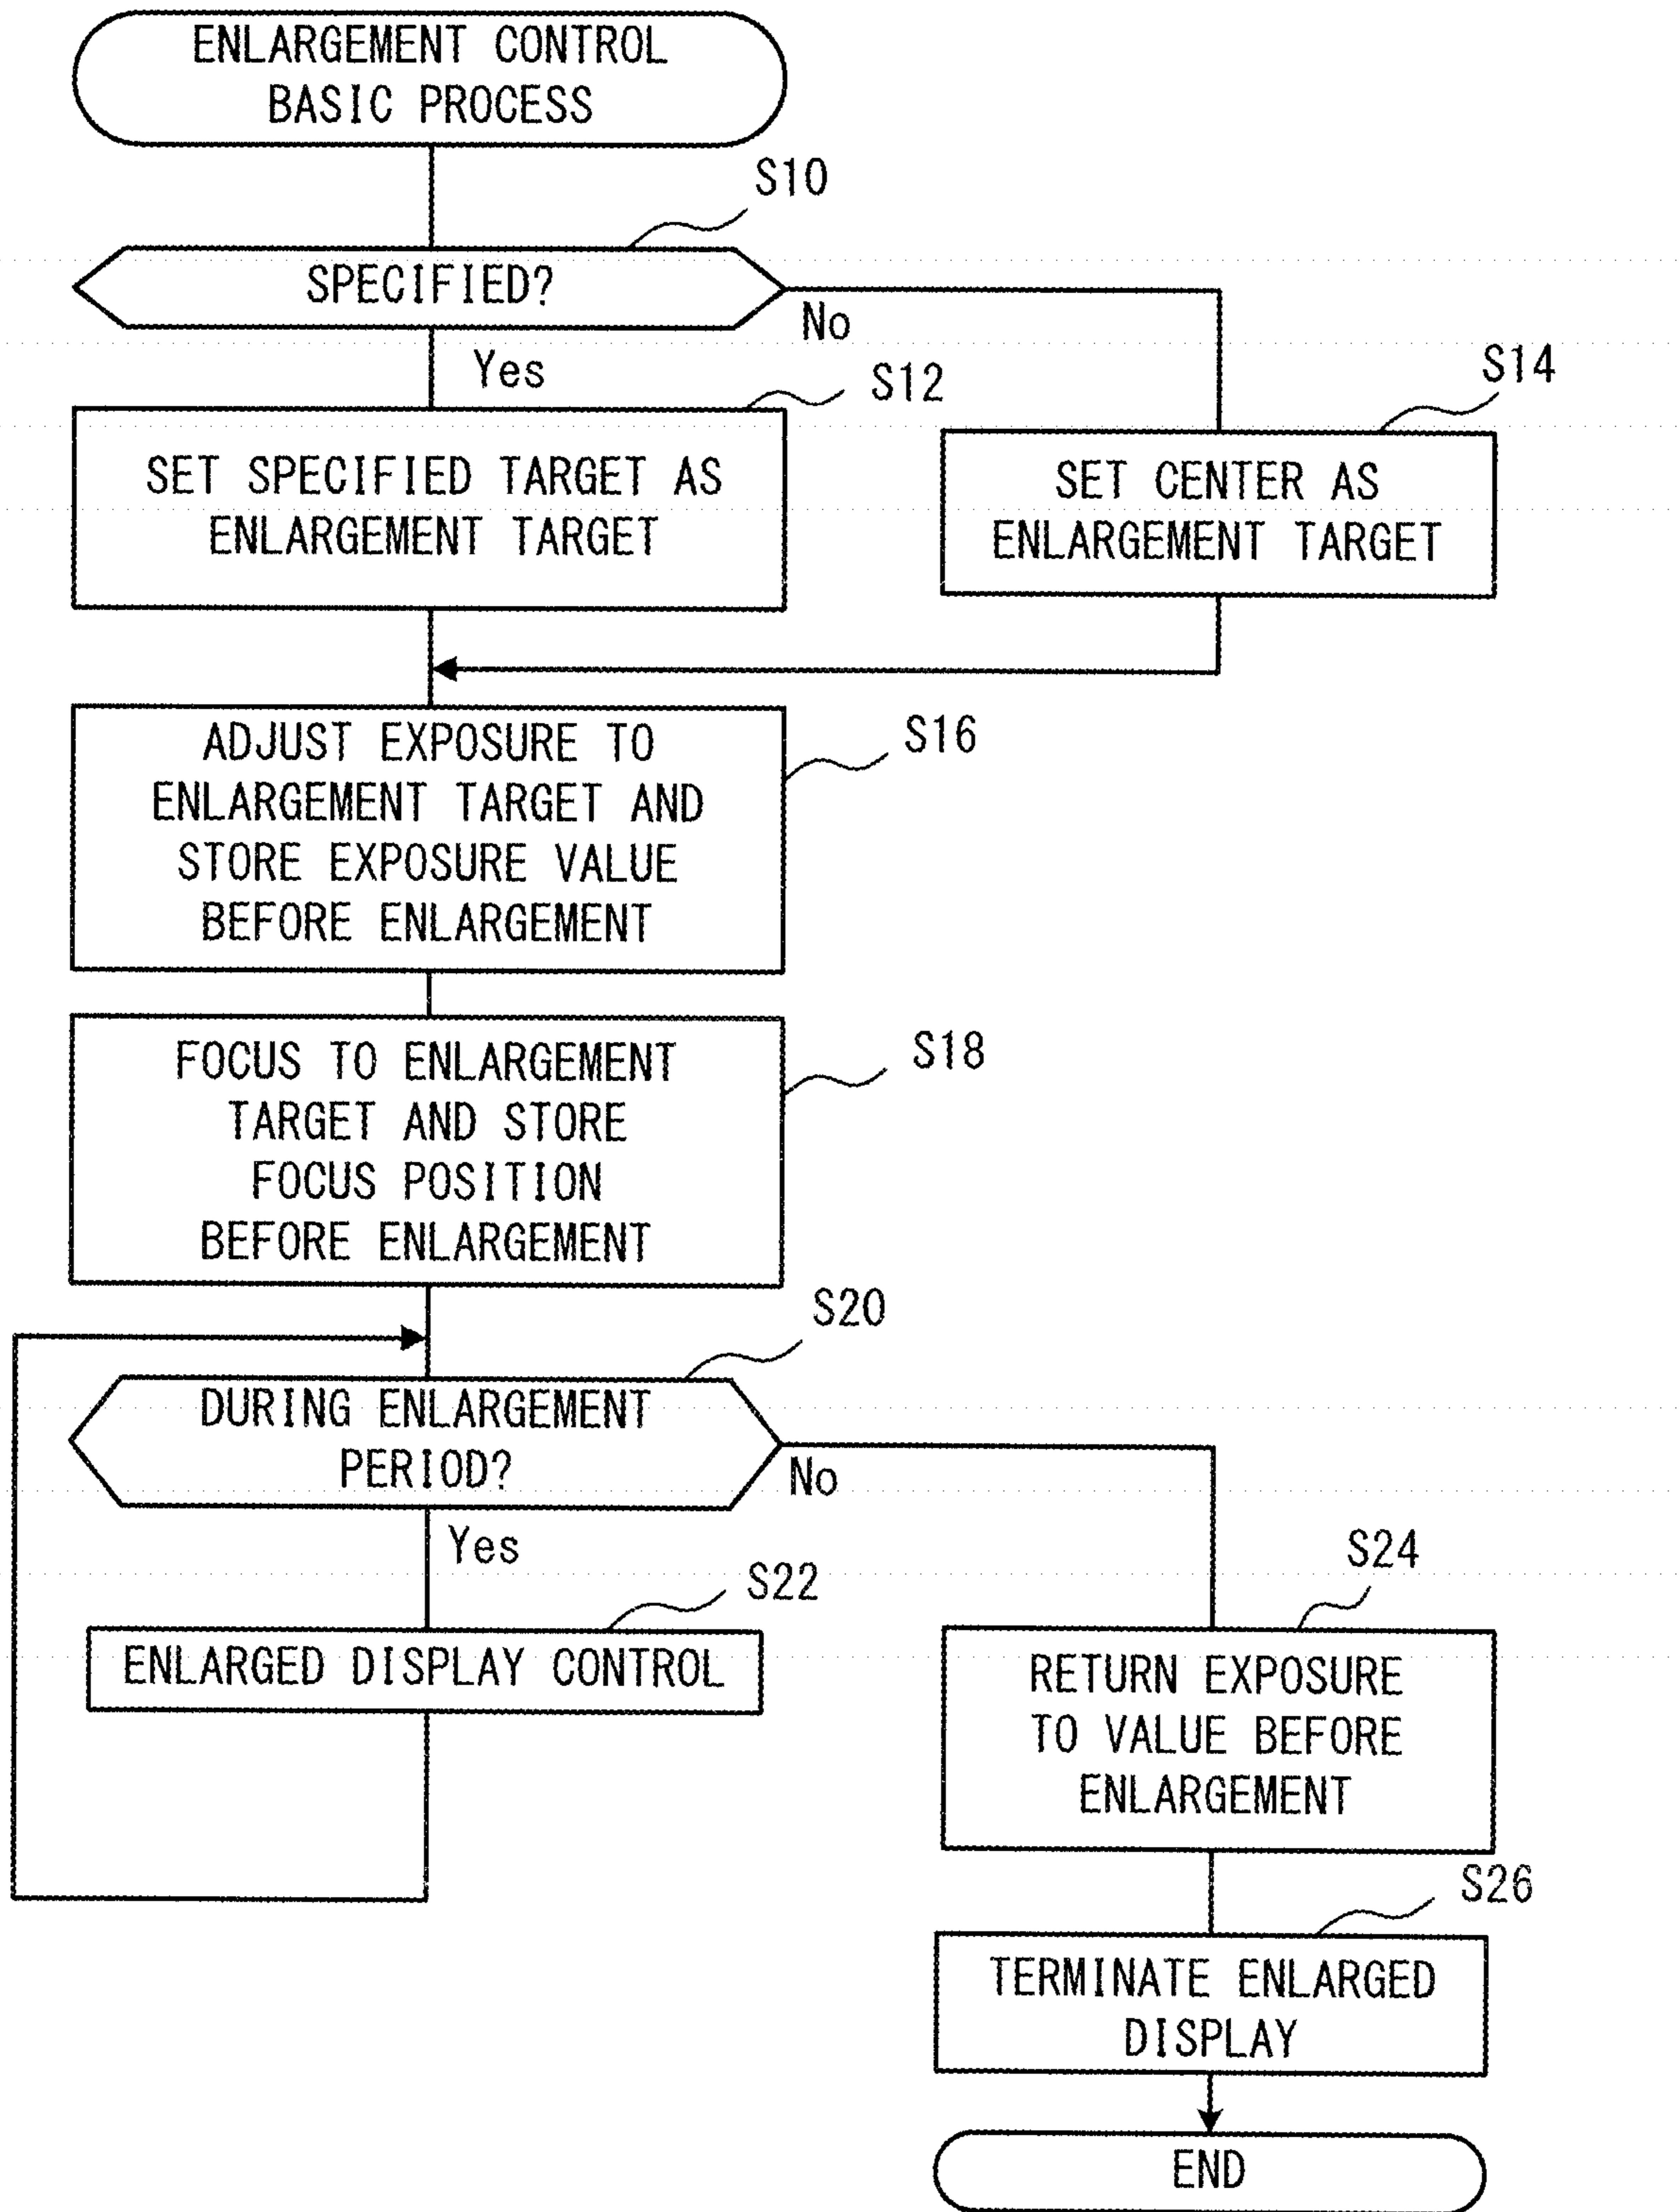 ENLARGEMENT CONTROL
BASIC PROCESS
S10
SPECIFIED?
No
Yes
S12
S14
SET SPECIFIED TARGET AS
ENLARGEMENT TARGET
SET CENTER AS
ENLARGEMENT TARGET
S16
ADJUST EXPOSURE TO
ENLARGEMENT TARGET AND
STORE EXPOSURE VALUE
BEFORE ENLARGEMENT
S18
FOCUS TO ENLARGEMENT
TARGET AND STORE
FOCUS POSITION
BEFORE ENLARGEMENT
S20
DURING ENLARGEMENT
PERIOD?
No
Yes
S22
ENLARGED DISPLAY CONTROL
S24
RETURN EXPOSURE
TO VALUE BEFORE
ENLARGEMENT
S26
TERMINATE ENLARGED
DISPLAY
END